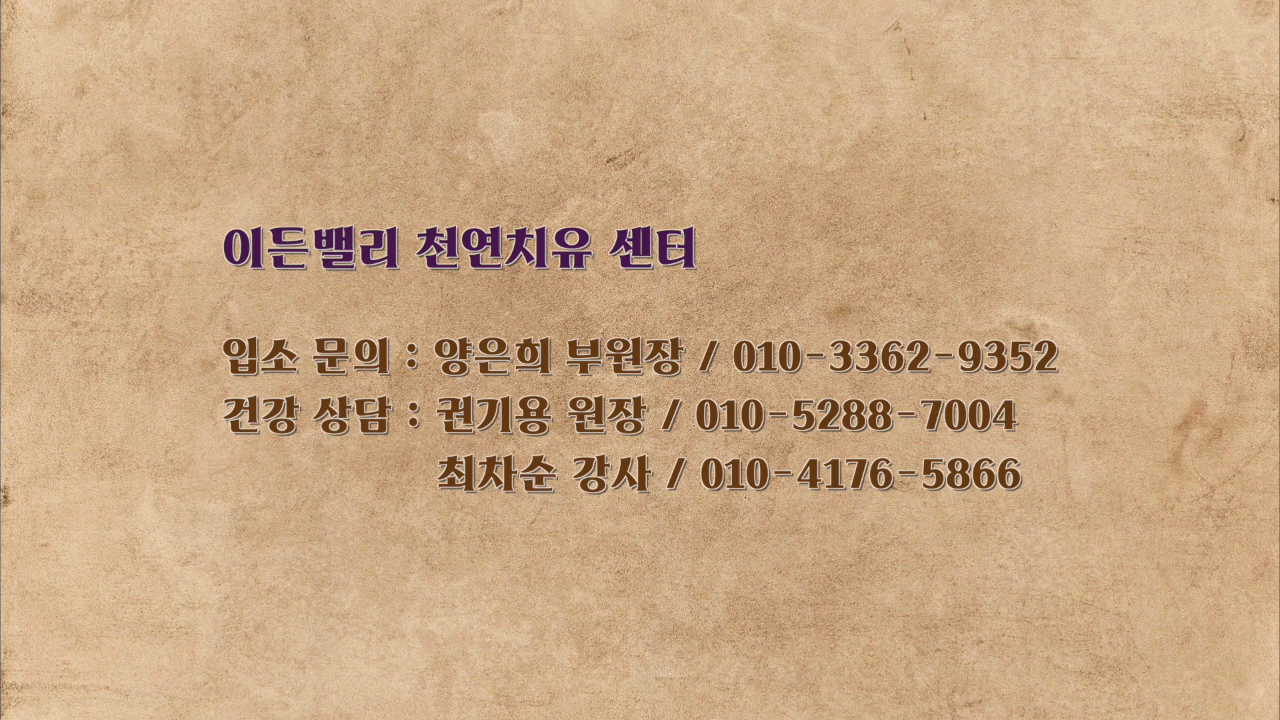 이든밸리 천연치유 센터
입소 문의 : 양은희 부원장 / 010-3362-9352
건강 상담 : 권기용 원장 / 010-5288-7004
최차순 강사 / 010-4176-5866